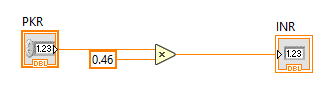 PKR
INR
1.23
DBL
0.46
×
1.23
DBL